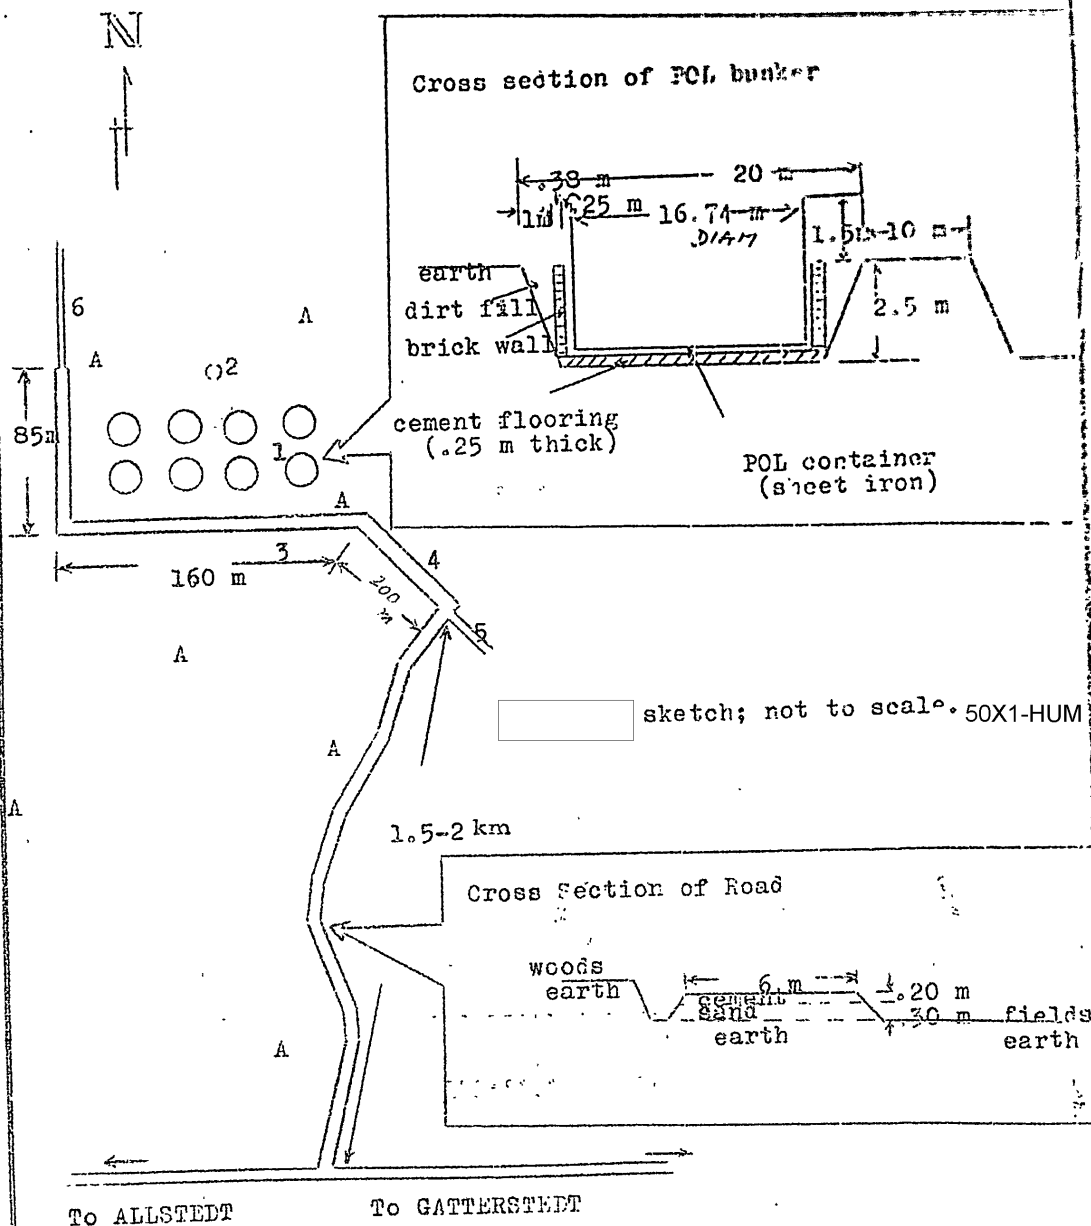 N
Cross section of POL bunker
.38 m
20 m
1m
.25 m
16.74 m
DIAM
1.5m
10 m
earth
dirt fill
brick wall
2.5 m
cement flooring
(.25 m thick)
POL container
(sheet iron)
6
A
A
2
85m
1
A
3
4
160 m
200 m
5
A
sketch; not to scale.
50X1-HUM
A
A
1.5-2 km
Cross Section of Road
woods
earth
6 m
cement
sand
earth
.20 m
.30 m
fields
earth
A
To ALLSTEDT
To GATTERSTEDT